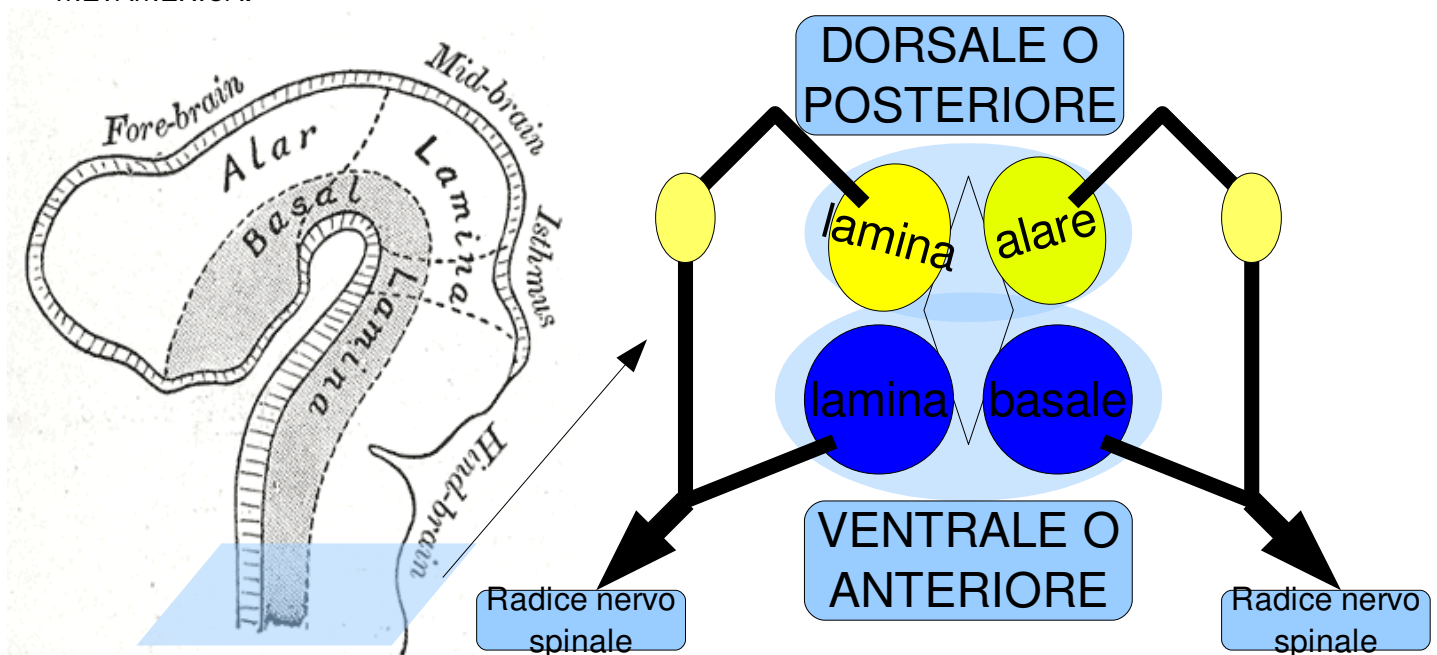 Fore-brain
Mid-brain
Alar
Lamina
Basal
Lamina
Isthmus
Hind-brain
DORSALE O
POSTERIORE
lamina
alare
lamina
basale
VENTRALE O
ANTERIORE
Radice nervo
spinale
Radice nervo
spinale